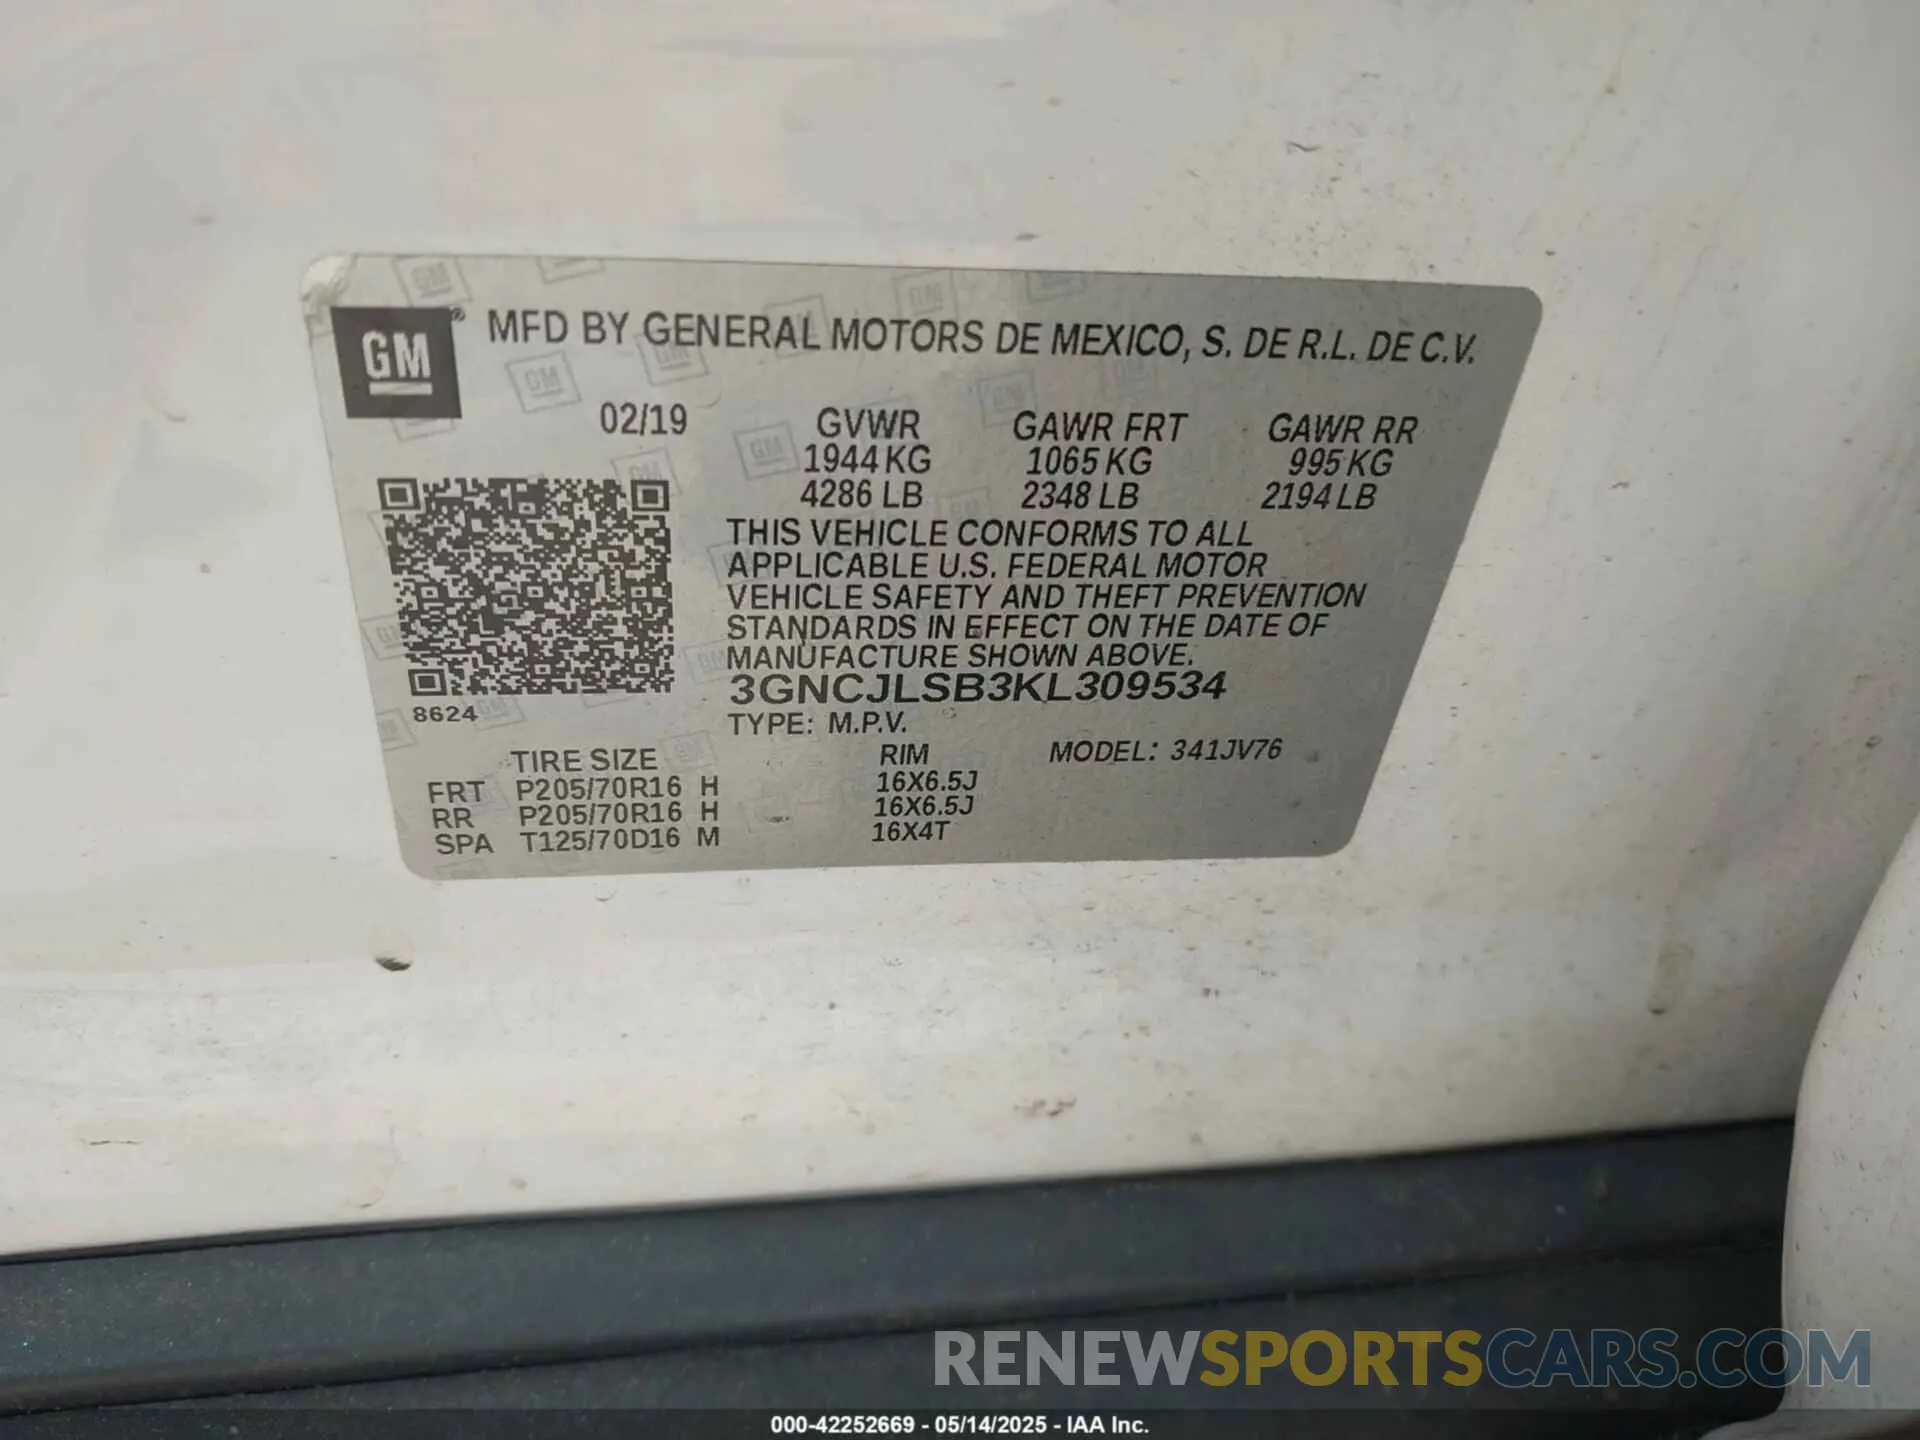 GM® MFD BY GENERAL MOTORS DE MEXICO, S. DE R.L. DE C.V.
02/19 GVWR GAWR FRT GAWR RR
1944 KG 1065 KG 995 KG
4286 LB 2348 LB 2194 LB
THIS VEHICLE CONFORMS TO ALL
APPLICABLE U.S. FEDERAL MOTOR
VEHICLE SAFETY AND THEFT PREVENTION
STANDARDS IN EFFECT ON THE DATE OF
MANUFACTURE SHOWN ABOVE.
3GNCJLSB3KL309534
8624
TYPE: M.P.V.
TIRE SIZE RIM MODEL: 341JV76
FRT P205/70R16 H 16X6.5J
RR P205/70R16 H 16X6.5J
SPA T125/70D16 M 16X4T
RENEWSPORTSCARS.COM
000-42252669 - 05/14/2025 - IAA Inc.